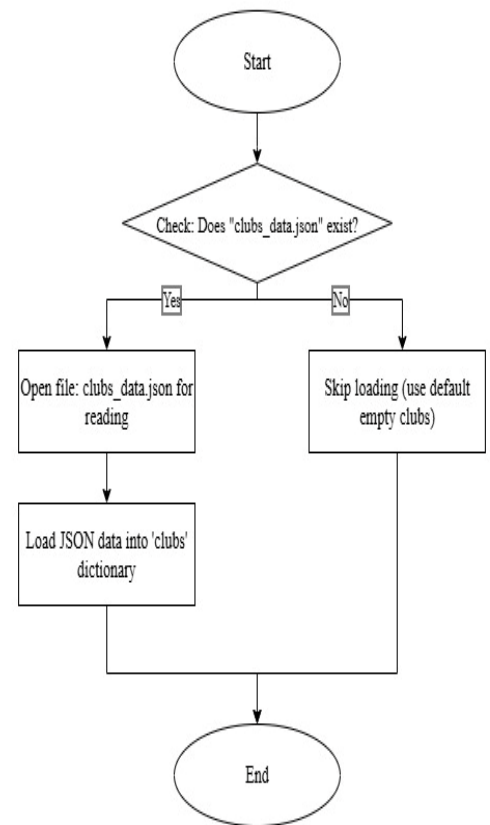 Start
Check: Does "clubs_data.json" exist?
Yes
No
Open file: clubs_data.json for
reading
Skip loading (use default
empty clubs)
Load JSON data into 'clubs'
dictionary
End